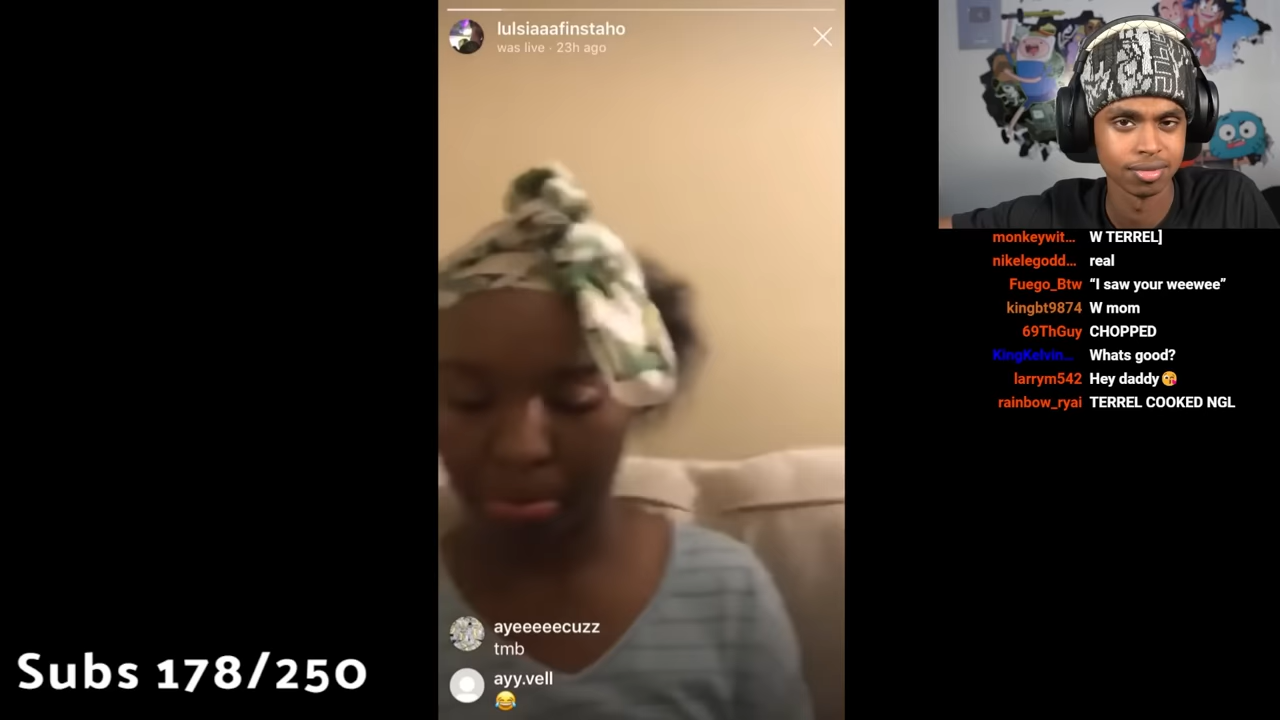 lulsiaaafinstaho
was live · 23h ago
ayeeeeecuzz
tmb
ayy.vell
😂
Subs 178/250
monkeywit… W TERREL]
nikelegodd… real
Fuego_Btw “I saw your weewee”
kingbt9874 W mom
69ThGuy CHOPPED
KingKelvin… Whats good?
larrym542 Hey daddy😘
rainbow_ryai TERREL COOKED NGL